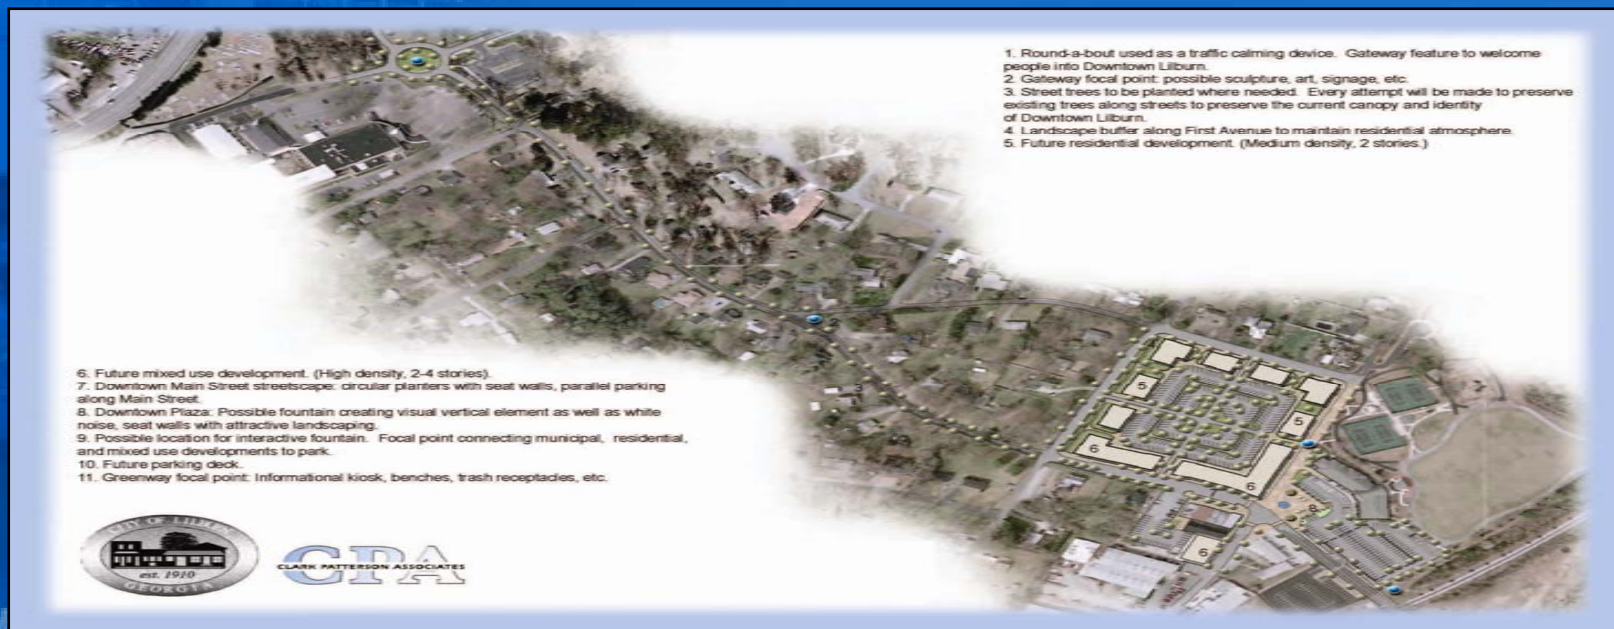 1. Round-a-bout used as a traffic calming device. Gateway feature to welcome
people into Downtown Lilburn.
2. Gateway focal point: possible sculpture, art, signage, etc.
3. Street trees to be planted where needed. Every attempt will be made to preserve
existing trees along streets to preserve the current canopy and identity
of Downtown Lilburn.
4. Landscape buffer along First Avenue to maintain residential atmosphere.
5. Future residential development. (Medium density, 2 stories.)
2
3
5
5
6
6
8
6
6. Future mixed use development. (High density, 2-4 stories).
7. Downtown Main Street streetscape: circular planters with seat walls, parallel parking
along Main Street.
8. Downtown Plaza: Possible fountain creating visual vertical element as well as white
noise, seat walls with attractive landscaping.
9. Possible location for interactive fountain. Focal point connecting municipal, residential,
and mixed use developments to park.
10. Future parking deck.
11. Greenway focal point: Informational kiosk, benches, trash receptacles, etc.
CITY OF LILBURN
est. 1910
GEORGIA
CPA
CLARK PATTERSON ASSOCIATES